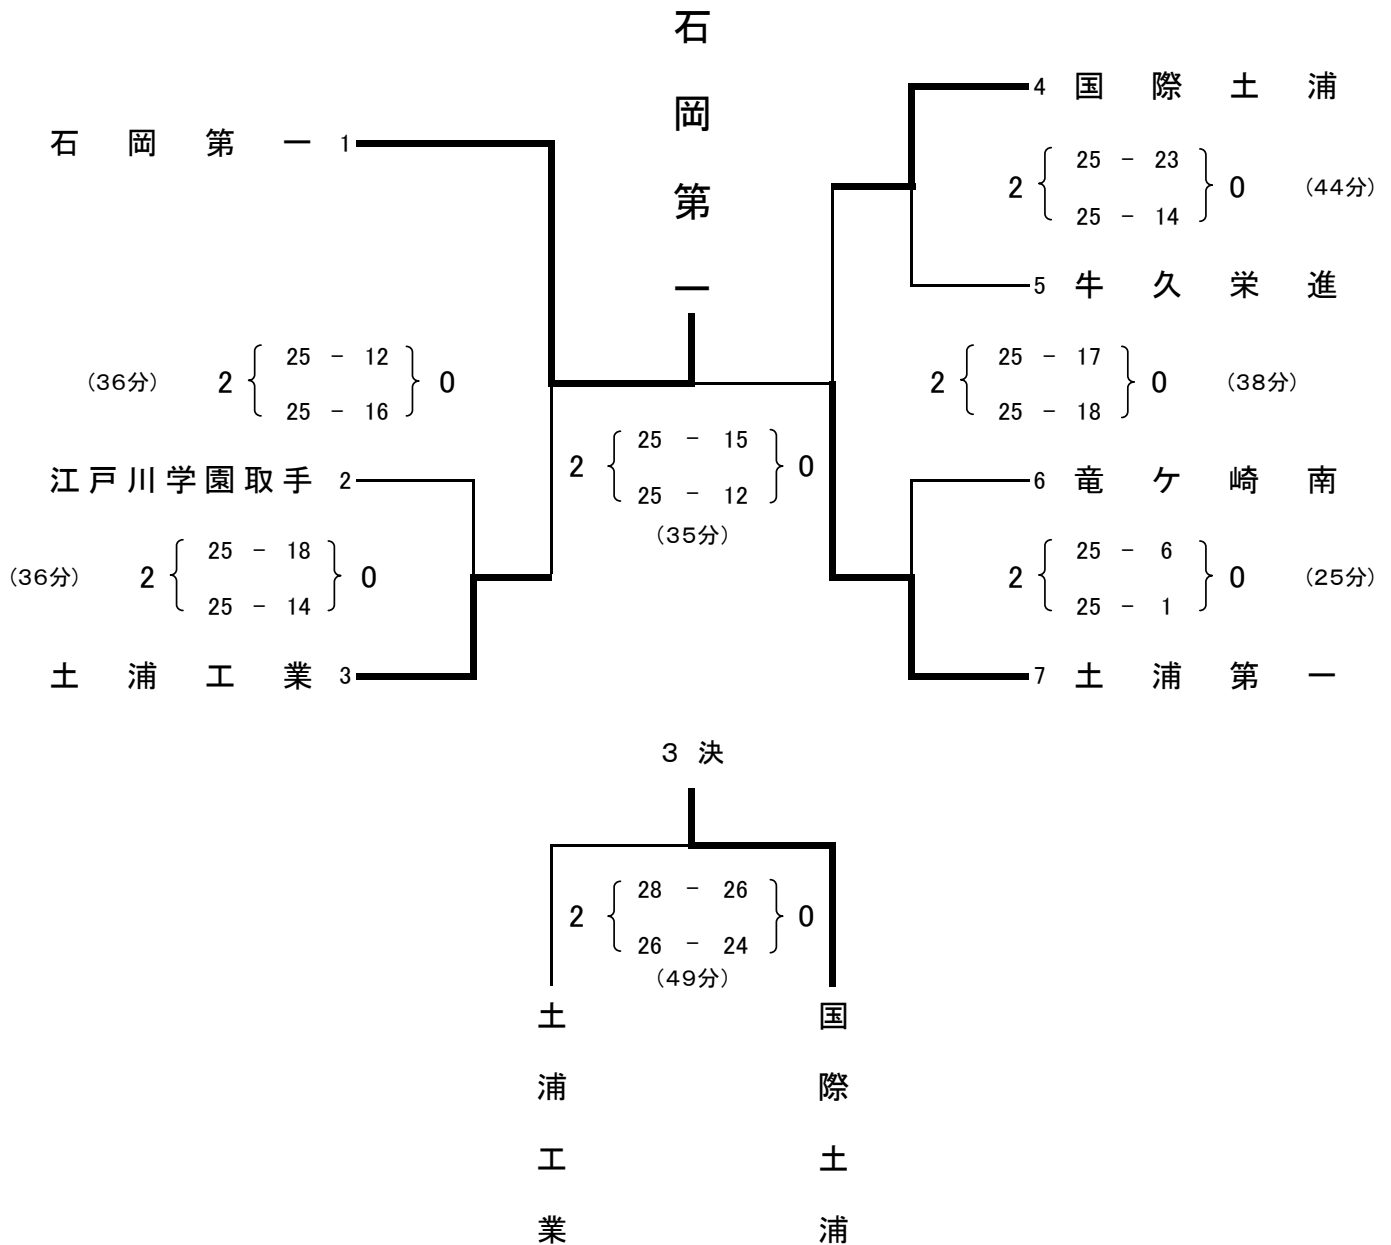 石岡第一
石岡第一 1
(36分) 2 { 25 － 12 } 0
25 － 16
江戸川学園取手 2
(36分) 2 { 25 － 18 } 0
25 － 14
土浦工業 3
2 { 25 － 15 } 0
25 － 12
(35分)
4 国際土浦
2 { 25 － 23 } 0 (44分)
25 － 14
5 牛久栄進
2 { 25 － 17 } 0 (38分)
25 － 18
6 竜ケ崎南
2 { 25 － 6 } 0 (25分)
25 － 1
7 土浦第一
3決
2 { 28 － 26 } 0
26 － 24
(49分)
土浦工業
国際土浦